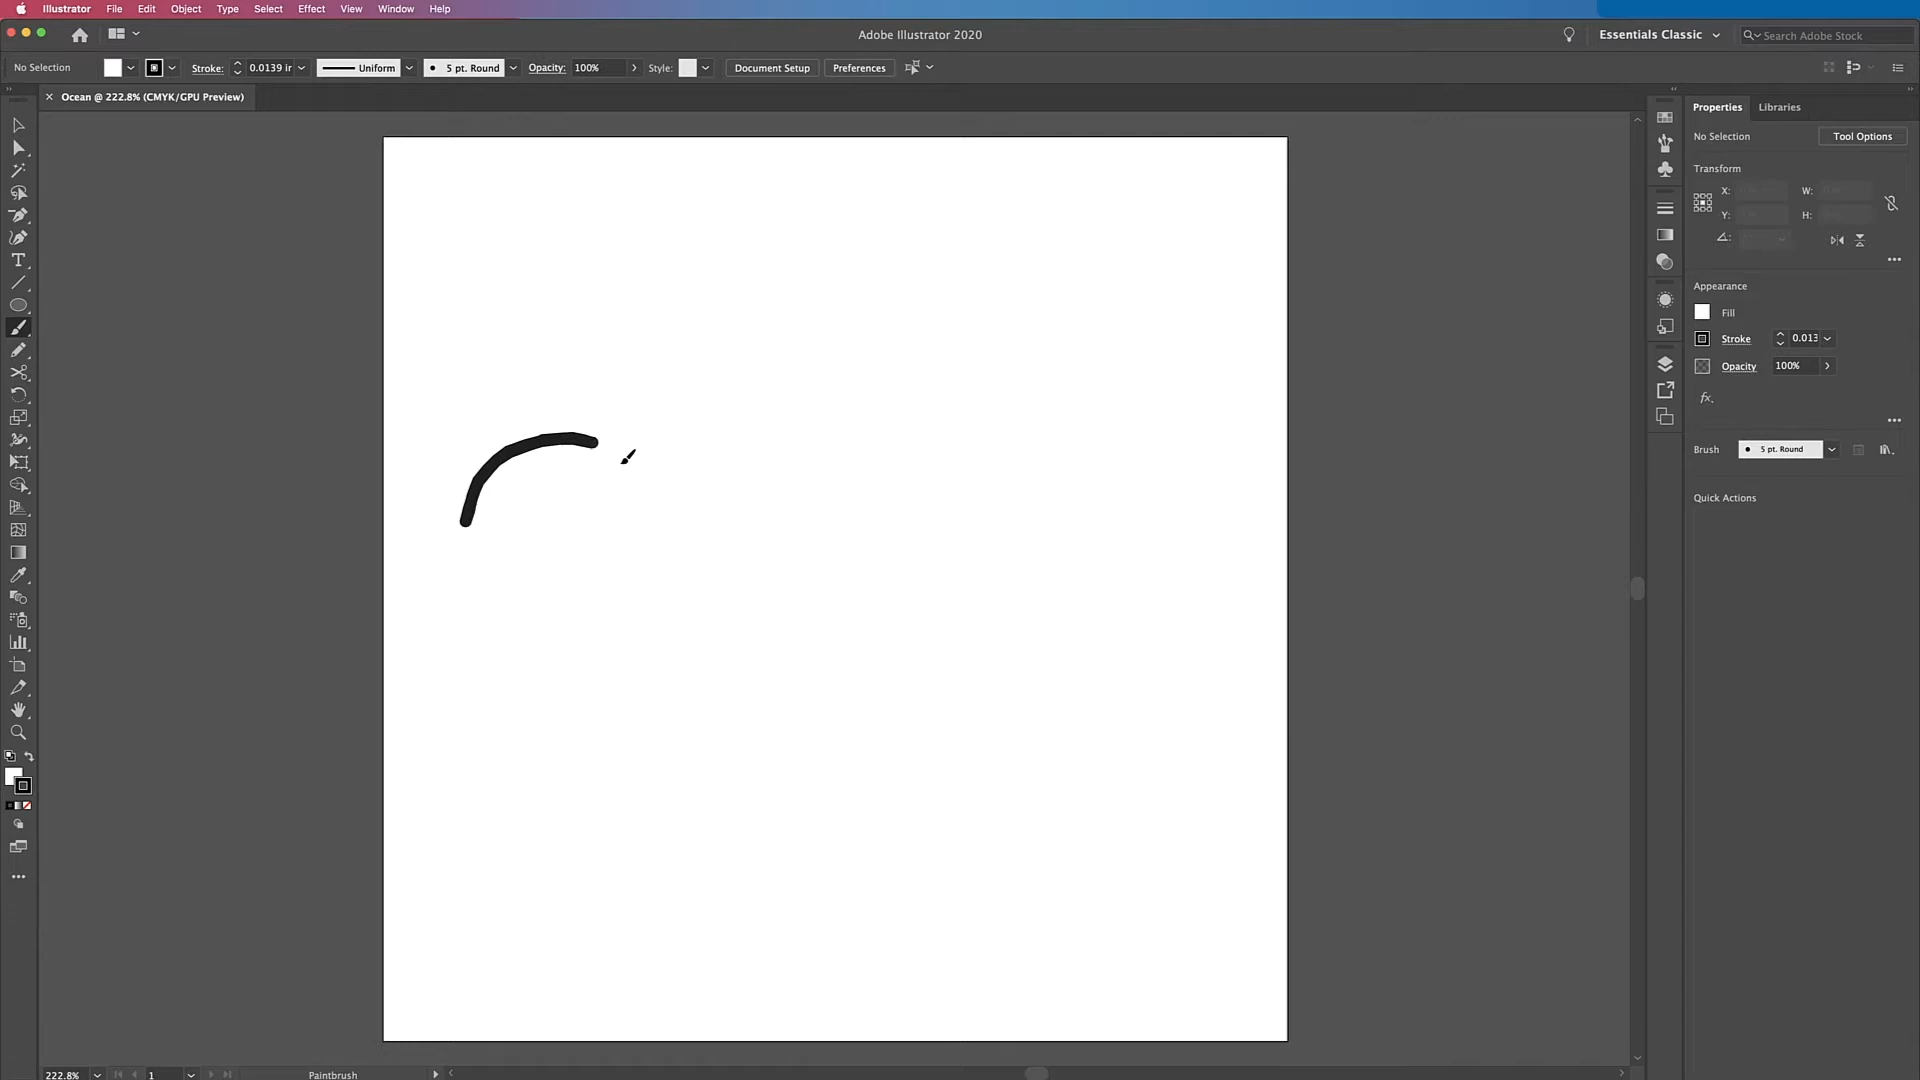 Illustrator File Edit Object Type Select Effect View Window Help
Adobe Illustrator 2020
Essentials Classic
Search Adobe Stock
No Selection
Stroke: 0.0139 in
Uniform
5 pt. Round
Opacity: 100%
Style:
Document Setup
Preferences
× Ocean @ 222.8% (CMYK/GPU Preview)
Properties Libraries
No Selection
Tool Options
Transform
X: W:
Y: H:
Appearance
Fill
Stroke 0.013
Opacity 100%
fx.
Brush 5 pt. Round
Quick Actions
222.8% 1 Paintbrush